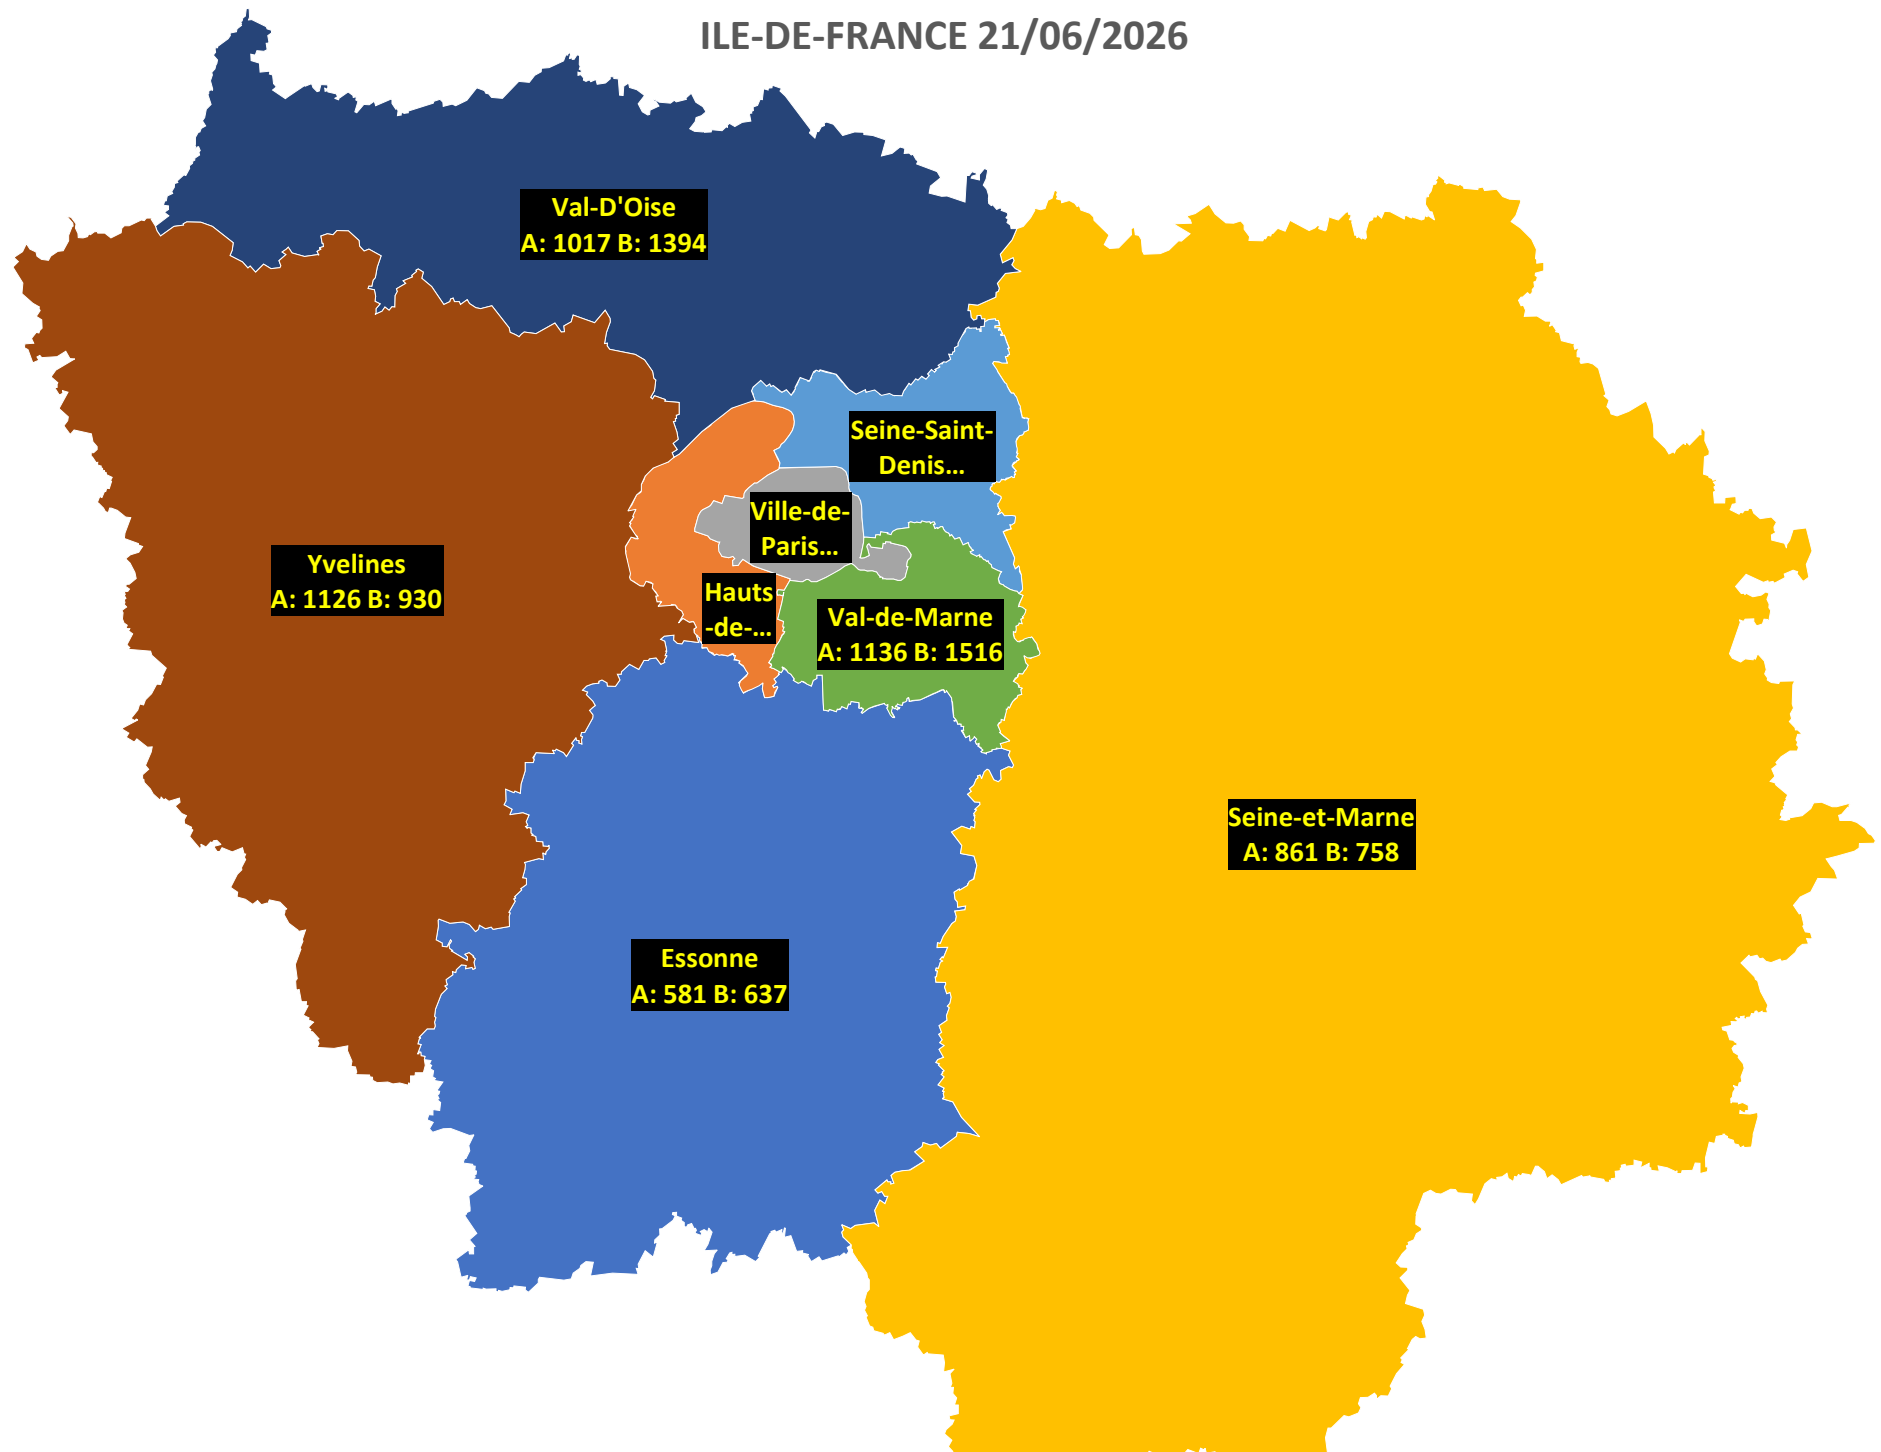 ILE-DE-FRANCE 21/06/2026
Val-D'Oise
A: 1017 B: 1394
Seine-Saint-
Denis...
Ville-de-
Paris...
Yvelines
A: 1126 B: 930
Hauts
-de-...
Val-de-Marne
A: 1136 B: 1516
Seine-et-Marne
A: 861 B: 758
Essonne
A: 581 B: 637